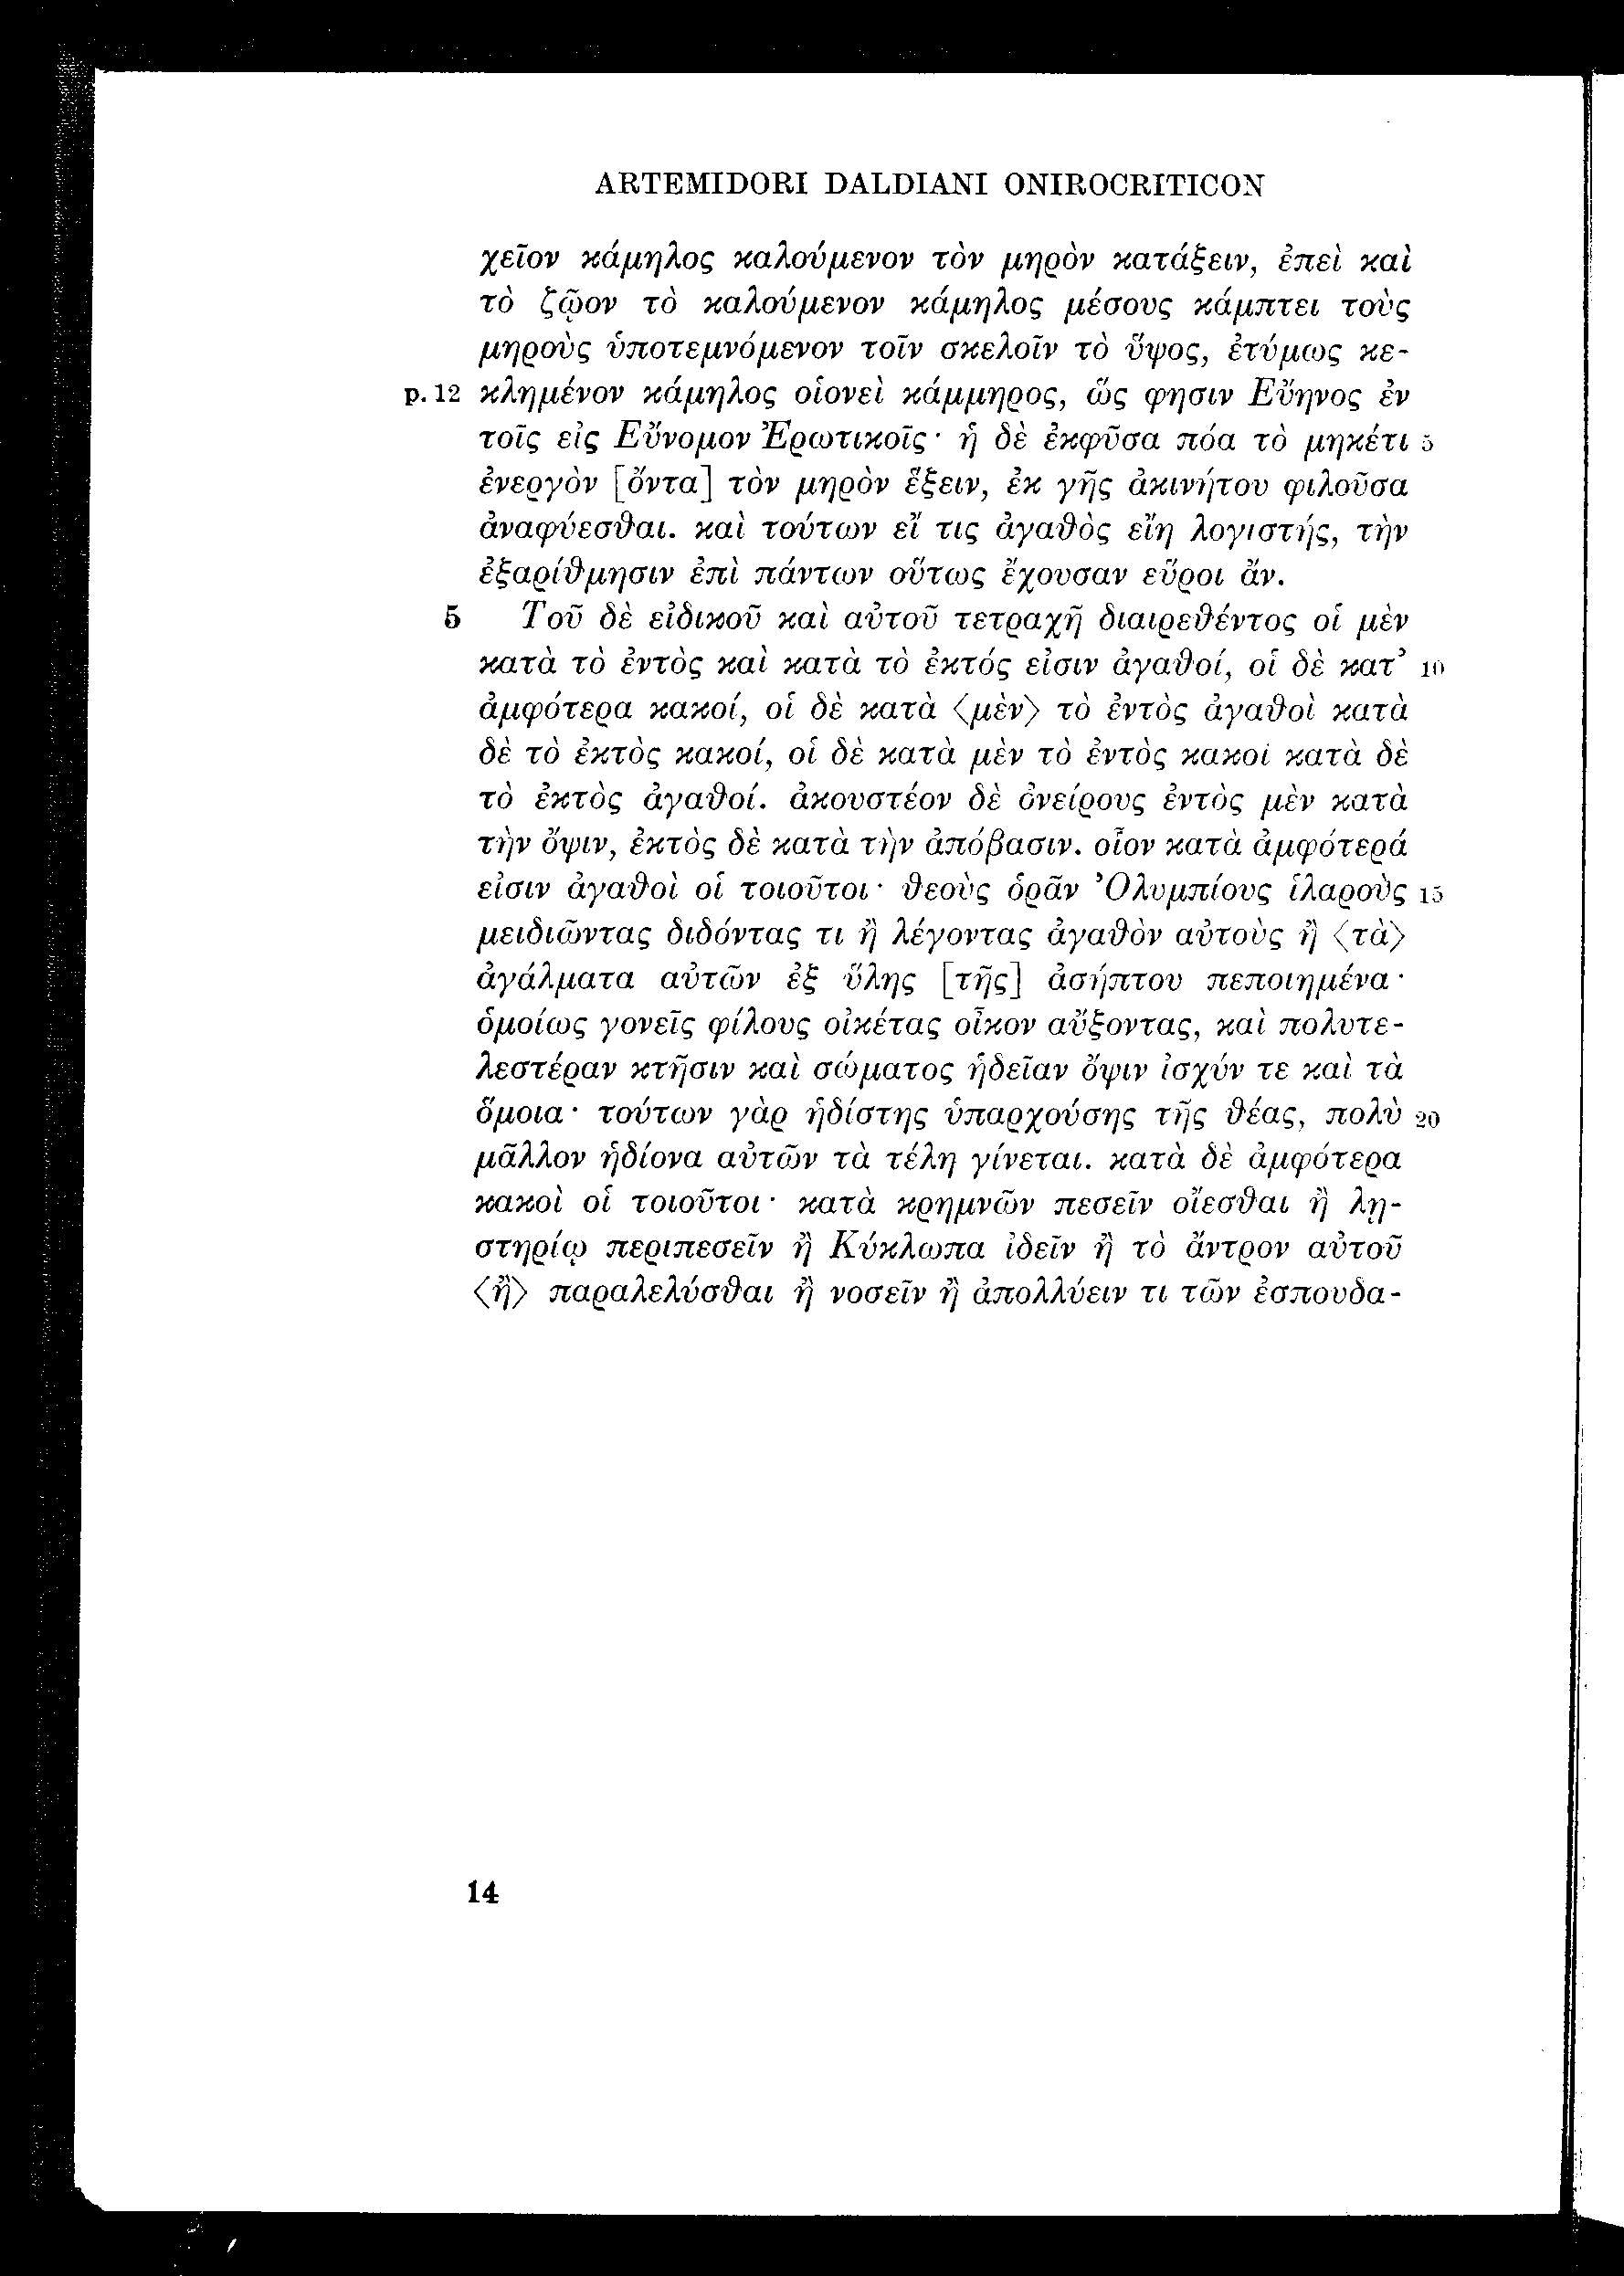 ARTEMIDORI DALDIANI ONIROCRITICON
χεῖον κάμηλος καλούμενον τὸν μηρὸν κατάξειν, ἐπεὶ καὶ
τὸ ζῷον τὸ καλούμενον κάμηλος μέσους κάμπτει τοὺς
μηροὺς ὑποτεμνόμενον τοῖν σκελοῖν τὸ ὕψος, ἐτύμως κε-
p. 12 κλημένον κάμηλος οἱονεὶ κάμμηρος, ὥς φησιν Εὔηνος ἐν
τοῖς εἰς Εὔνομον Ἐρωτικοῖς· ἡ δὲ ἐκφῦσα πόα τὸ μηκέτι 5
ἐνεργὸν [ὄντα] τὸν μηρὸν ἕξειν, ἐκ γῆς ἀκινήτου φιλοῦσα
ἀναφύεσθαι. καὶ τούτων εἴ τις ἀγαθὸς εἴη λογιστής, τὴν
ἐξαρίθμησιν ἐπὶ πάντων οὕτως ἔχουσαν εὕροι ἄν.
5 Τοῦ δὲ εἰδικοῦ καὶ αὐτοῦ τετραχῆ διαιρεθέντος οἱ μὲν
κατὰ τὸ ἐντὸς καὶ κατὰ τὸ ἐκτός εἰσιν ἀγαθοί, οἱ δὲ κατ’ 10
ἀμφότερα κακοί, οἱ δὲ κατὰ ⟨μὲν⟩ τὸ ἐντὸς ἀγαθοὶ κατὰ
δὲ τὸ ἐκτὸς κακοί, οἱ δὲ κατὰ μὲν τὸ ἐντὸς κακοὶ κατὰ δὲ
τὸ ἐκτὸς ἀγαθοί. ἀκουστέον δὲ ὀνείρους ἐντὸς μὲν κατὰ
τὴν ὄψιν, ἐκτὸς δὲ κατὰ τὴν ἀπόβασιν. οἷον κατὰ ἀμφότερά
εἰσιν ἀγαθοὶ οἱ τοιοῦτοι· θεοὺς ὁρᾶν Ὀλυμπίους ἱλαροὺς 15
μειδιῶντας διδόντας τι ἢ λέγοντας ἀγαθὸν αὐτοὺς ἢ ⟨τὰ⟩
ἀγάλματα αὐτῶν ἐξ ὕλης [τῆς] ἀσήπτου πεποιημένα·
ὁμοίως γονεῖς φίλους οἰκέτας οἶκον αὔξοντας, καὶ πολυτε-
λεστέραν κτῆσιν καὶ σώματος ἡδεῖαν ὄψιν ἰσχύν τε καὶ τὰ
ὅμοια· τούτων γὰρ ἡδίστης ὑπαρχούσης τῆς θέας, πολὺ 20
μᾶλλον ἡδίονα αὐτῶν τὰ τέλη γίνεται. κατὰ δὲ ἀμφότερα
κακοὶ οἱ τοιοῦτοι· κατὰ κρημνῶν πεσεῖν οἴεσθαι ἢ λῃ-
στηρίῳ περιπεσεῖν ἢ Κύκλωπα ἰδεῖν ἢ τὸ ἄντρον αὐτοῦ
⟨ἢ⟩ παραλελύσθαι ἢ νοσεῖν ἢ ἀπολλύειν τι τῶν ἐσπουδα-
14